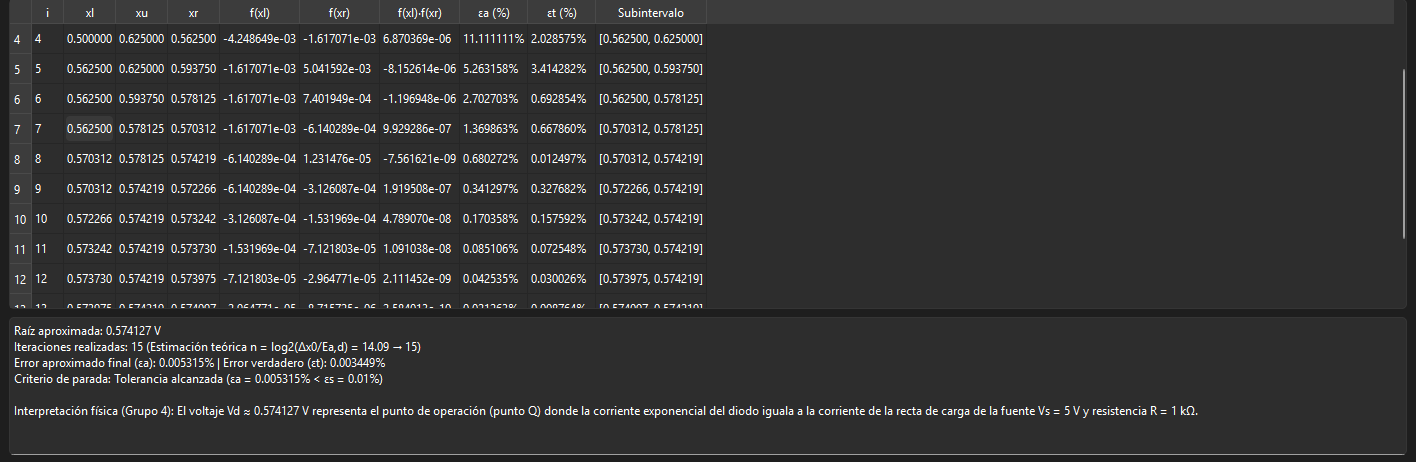 i xl xu xr f(xl) f(xr) f(xl)·f(xr) εa (%) εt (%) Subintervalo
4 4 0.500000 0.625000 0.562500 -4.248649e-03 -1.617071e-03 6.870369e-06 11.111111% 2.028575% [0.562500, 0.625000]
5 5 0.562500 0.625000 0.593750 -1.617071e-03 5.041592e-03 -8.152614e-06 5.263158% 3.414282% [0.562500, 0.593750]
6 6 0.562500 0.593750 0.578125 -1.617071e-03 7.401949e-04 -1.196948e-06 2.702703% 0.692854% [0.562500, 0.578125]
7 7 0.562500 0.578125 0.570312 -1.617071e-03 -6.140289e-04 9.929286e-07 1.369863% 0.667860% [0.570312, 0.578125]
8 8 0.570312 0.578125 0.574219 -6.140289e-04 1.231476e-05 -7.561621e-09 0.680272% 0.012497% [0.570312, 0.574219]
9 9 0.570312 0.574219 0.572266 -6.140289e-04 -3.126087e-04 1.919508e-07 0.341297% 0.327682% [0.572266, 0.574219]
10 10 0.572266 0.574219 0.573242 -3.126087e-04 -1.531969e-04 4.789070e-08 0.170358% 0.157592% [0.573242, 0.574219]
11 11 0.573242 0.574219 0.573730 -1.531969e-04 -7.121803e-05 1.091038e-08 0.085106% 0.072548% [0.573730, 0.574219]
12 12 0.573730 0.574219 0.573975 -7.121803e-05 -2.964771e-05 2.111452e-09 0.042535% 0.030026% [0.573975, 0.574219]
Raíz aproximada: 0.574127 V
Iteraciones realizadas: 15 (Estimación teórica n = log2(Δx0/Ea,d) = 14.09 → 15)
Error aproximado final (εa): 0.005315% | Error verdadero (εt): 0.003449%
Criterio de parada: Tolerancia alcanzada (εa = 0.005315% < εs = 0.01%)
Interpretación física (Grupo 4): El voltaje Vd ≈ 0.574127 V representa el punto de operación (punto Q) donde la corriente exponencial del diodo iguala a la corriente de la recta de carga de la fuente Vs = 5 V y resistencia R = 1 kΩ.